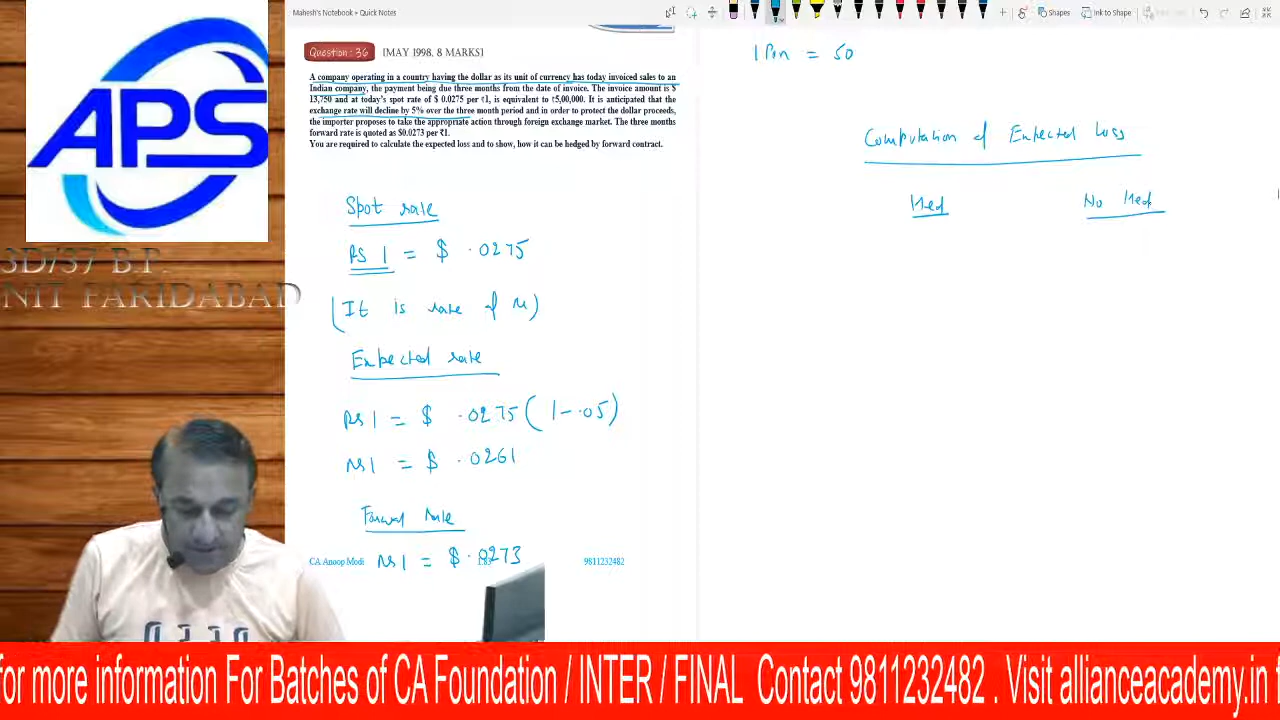 Mahesh's Notebook » Quick Notes
Shapes
Ink to Shape
APS
3D/37 B.P.
NIT FARIDABAD
Question : 36 [MAY 1998, 8 MARKS]
A company operating in a country having the dollar as its unit of currency has today invoiced sales to an
Indian company, the payment being due three months from the date of invoice. The invoice amount is $
13,750 and at today's spot rate of $ 0.0275 per ₹1, is equivalent to ₹5,00,000. It is anticipated that the
exchange rate will decline by 5% over the three month period and in order to protect the dollar proceeds,
the importer proposes to take the appropriate action through foreign exchange market. The three months
forward rate is quoted as $0.0273 per ₹1.
You are required to calculate the expected loss and to show, how it can be hedged by forward contract.
Spot rate
RS 1 = $ .0275
(It is rate of
Expected rate
RS 1 = $ .0275 (1-.05)
RS 1 = $ .0261
Forward Rate
RS 1 = $ .0273
CA Anoop Modi
9811232482
1 Pen = 50
Computation of Expected Loss
Hed
No Hed
for more information For Batches of CA Foundation / INTER / FINAL Contact 9811232482 . Visit allianceacademy.in f